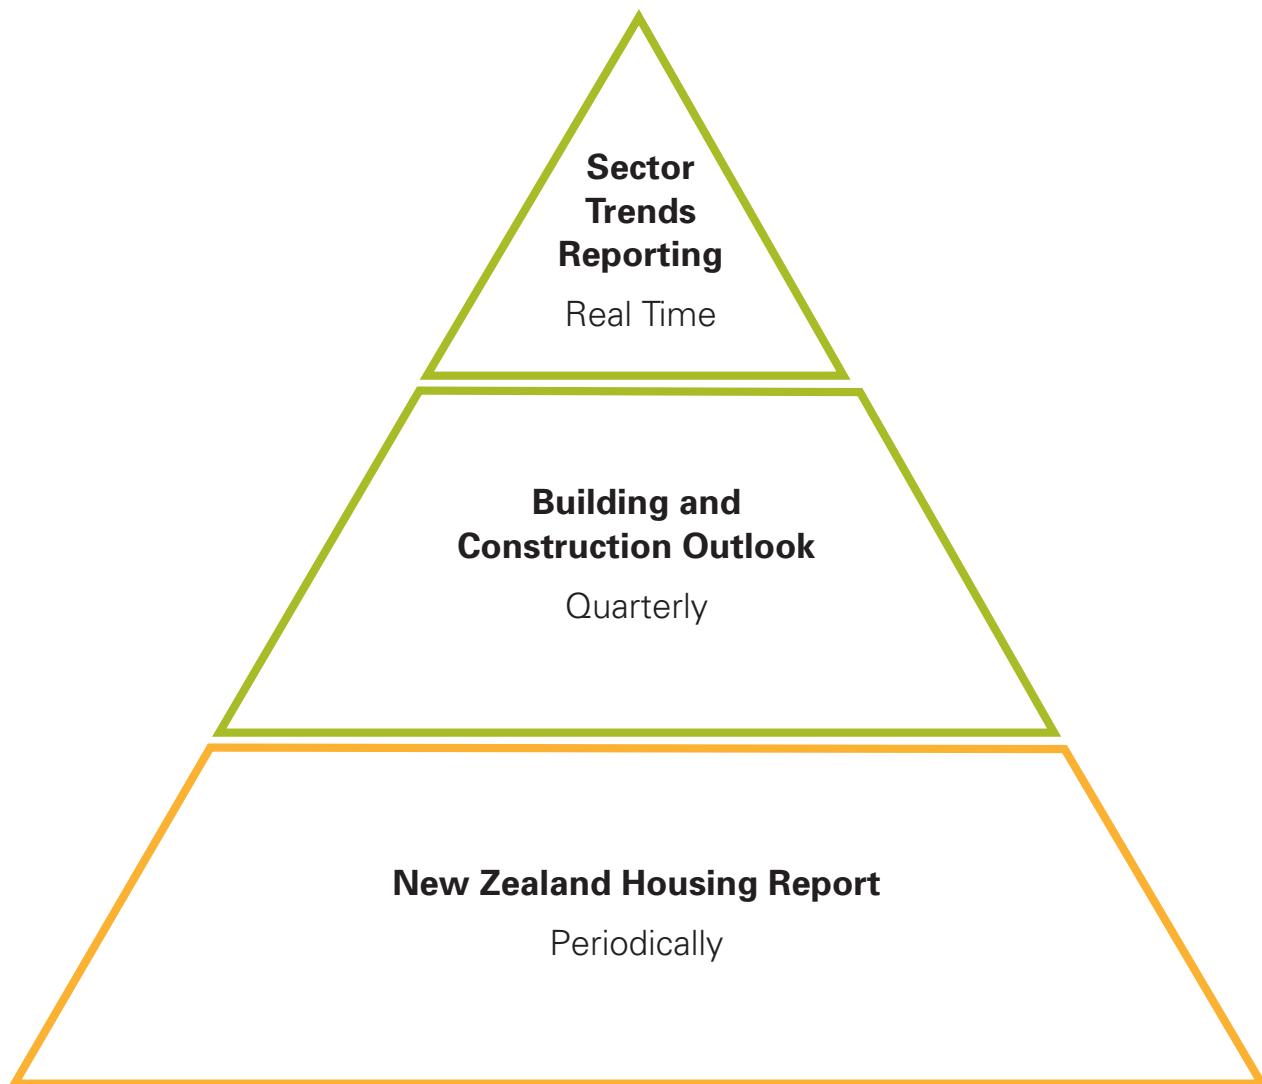 Sector
Trends
Reporting
Real Time
Building and
Construction Outlook
Quarterly
New Zealand Housing Report
Periodically